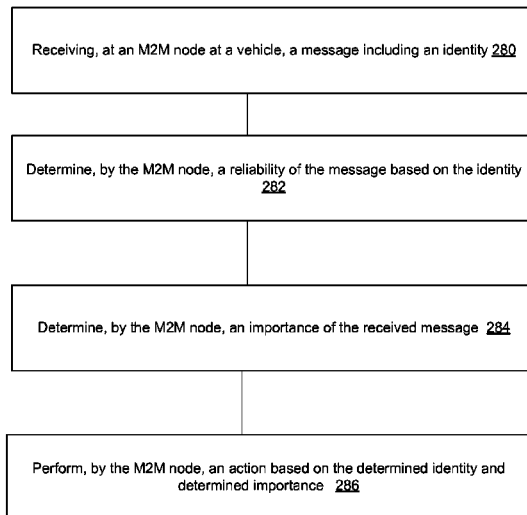 Receiving, at an M2M node at a vehicle, a message including an identity 280
Determine, by the M2M node, a reliability of the message based on the identity
282
Determine, by the M2M node, an importance of the received message 284
Perform, by the M2M node, an action based on the determined identity and
determined importance 286